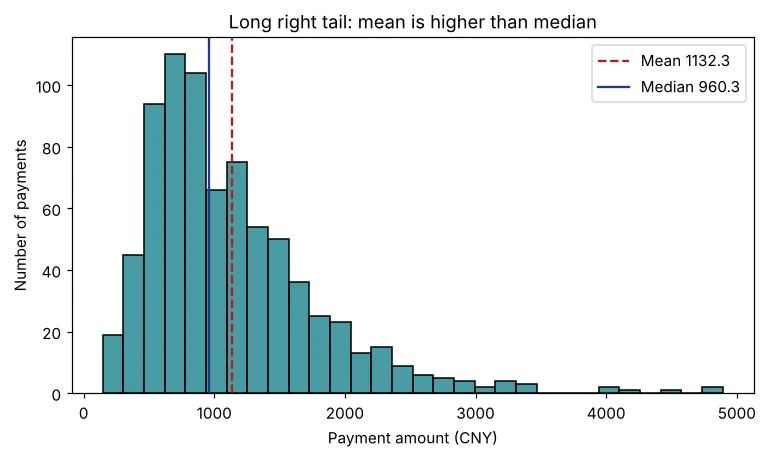 Long right tail: mean is higher than median
Mean 1132.3
Median 960.3
Number of payments
100
80
60
40
20
0
0 1000 2000 3000 4000 5000
Payment amount (CNY)